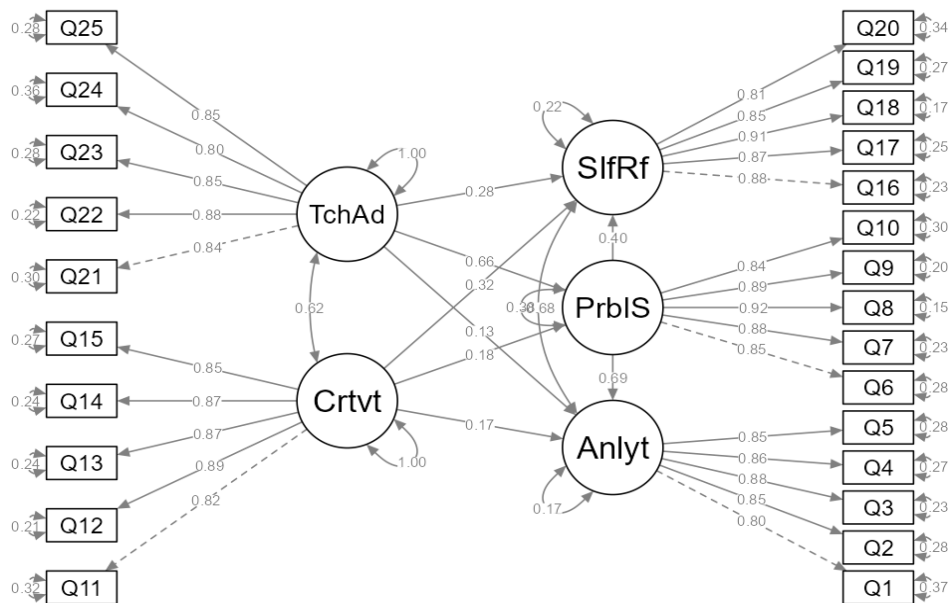 Q25
Q24
Q23
Q22
Q21
Q15
Q14
Q13
Q12
Q11
0.28
0.36
0.28
0.22
0.30
0.27
0.24
0.24
0.21
0.32
0.85
0.80
0.85
0.88
0.84
0.85
0.87
0.87
0.89
0.82
TchAd
1.00
0.62
Crtvt
1.00
0.28
0.66
0.32
0.13
0.18
0.17
0.22
SlfRf
0.40
PrblS
0.68
0.69
Anlyt
0.17
0.81
0.85
0.91
0.87
0.88
0.84
0.89
0.92
0.88
0.85
0.85
0.86
0.88
0.85
0.80
Q20
Q19
Q18
Q17
Q16
Q10
Q9
Q8
Q7
Q6
Q5
Q4
Q3
Q2
Q1
0.34
0.27
0.17
0.25
0.23
0.30
0.20
0.15
0.23
0.28
0.28
0.27
0.23
0.28
0.37